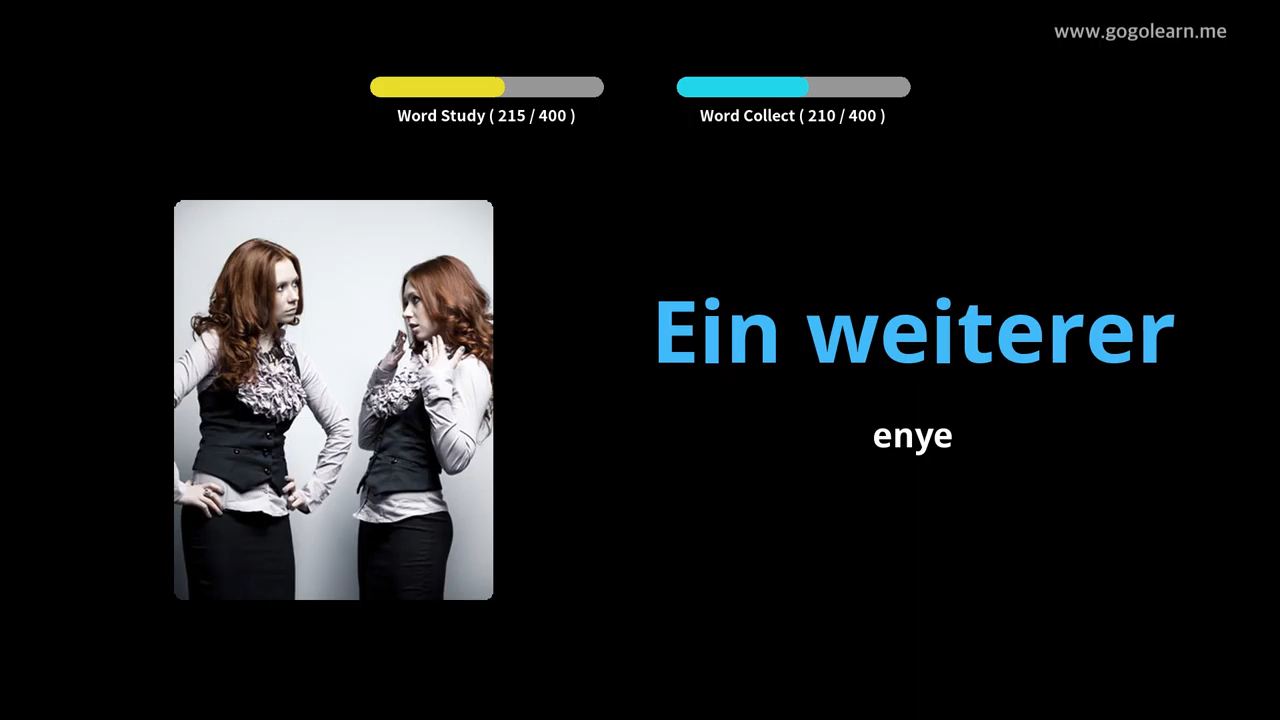 www.gogolearn.me
Word Study ( 215 / 400 )
Word Collect ( 210 / 400 )
Ein weiterer
enye